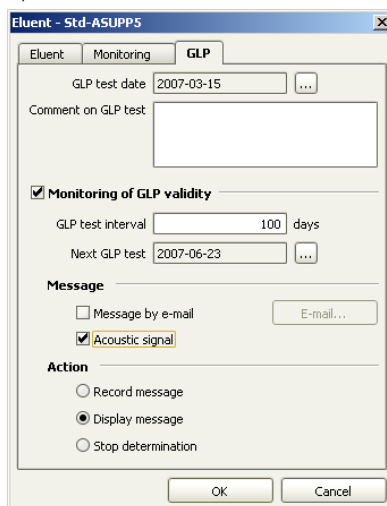 Eluent - Std-ASUPP5
Eluent Monitoring GLP
GLP test date 2007-03-15 ...
Comment on GLP test
Monitoring of GLP validity
GLP test interval 100 days
Next GLP test 2007-06-23 ...
Message
Message by e-mail E-mail...
Acoustic signal
Action
Record message
Display message
Stop determination
OK Cancel